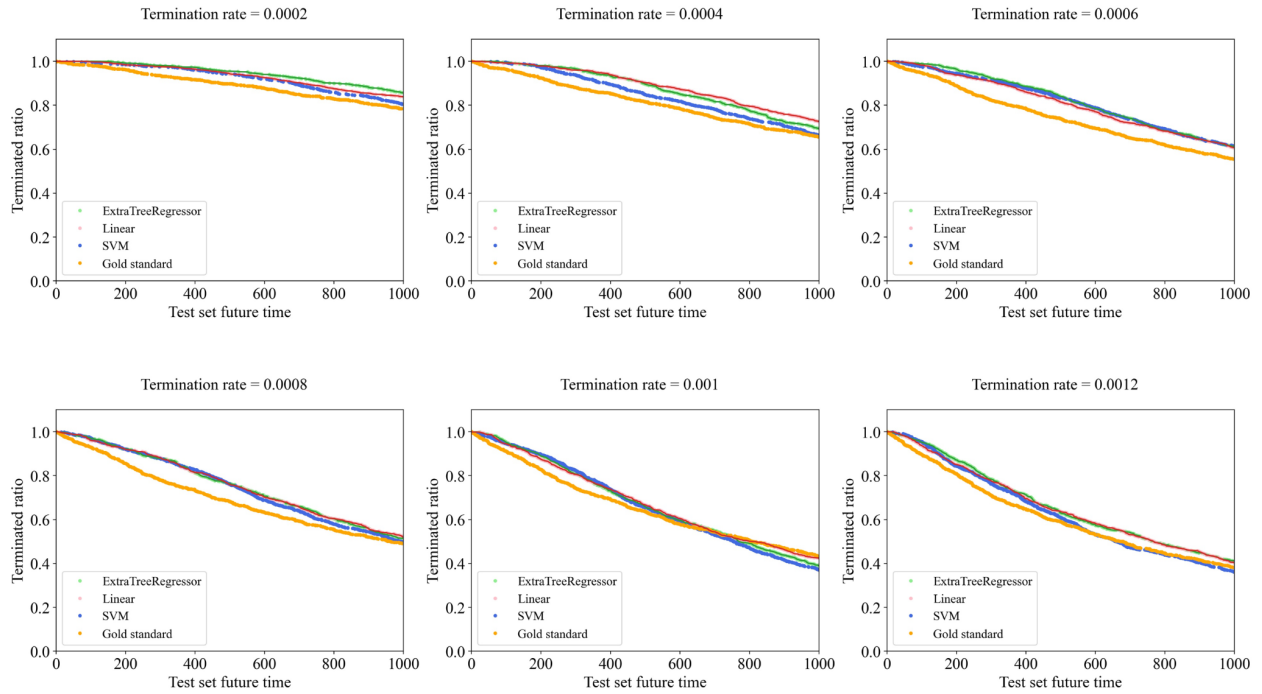 Termination rate = 0.0002
Terminated ratio
1.0
0.8
0.6
0.4
0.2
0.0
ExtraTreeRegressor
Linear
SVM
Gold standard
0 200 400 600 800 1000
Test set future time
Termination rate = 0.0004
Terminated ratio
1.0
0.8
0.6
0.4
0.2
0.0
ExtraTreeRegressor
Linear
SVM
Gold standard
0 200 400 600 800 1000
Test set future time
Termination rate = 0.0006
Terminated ratio
1.0
0.8
0.6
0.4
0.2
0.0
ExtraTreeRegressor
Linear
SVM
Gold standard
0 200 400 600 800 1000
Test set future time
Termination rate = 0.0008
Terminated ratio
1.0
0.8
0.6
0.4
0.2
0.0
ExtraTreeRegressor
Linear
SVM
Gold standard
0 200 400 600 800 1000
Test set future time
Termination rate = 0.001
Terminated ratio
1.0
0.8
0.6
0.4
0.2
0.0
ExtraTreeRegressor
Linear
SVM
Gold standard
0 200 400 600 800 1000
Test set future time
Termination rate = 0.0012
Terminated ratio
1.0
0.8
0.6
0.4
0.2
0.0
ExtraTreeRegressor
Linear
SVM
Gold standard
0 200 400 600 800 1000
Test set future time